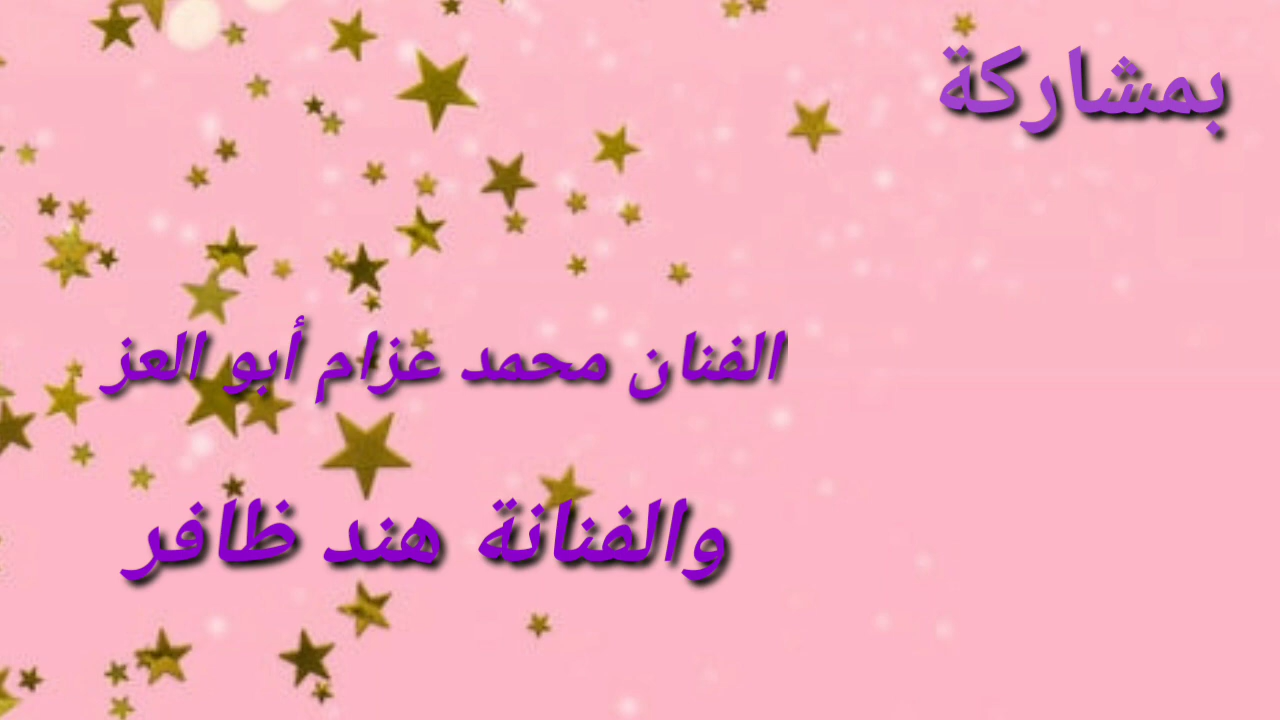 بمشاركة
الفنان محمد عزام أبو العز
والفنانة هند ظافر